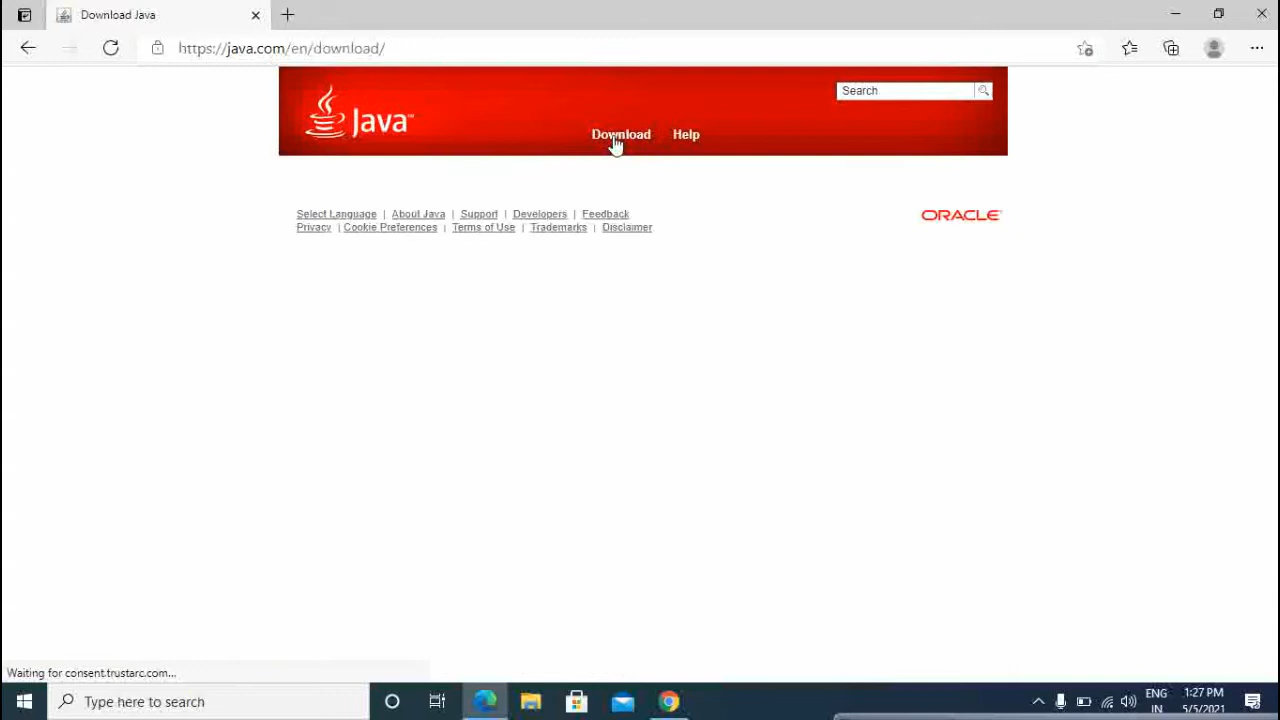 Download Java
https://java.com/en/download/
Java™
Search
Download Help
Select Language | About Java | Support | Developers | Feedback
Privacy | Cookie Preferences | Terms of Use | Trademarks | Disclaimer
ORACLE
Waiting for consent.trustarc.com...
Type here to search
ENG
IN
1:27 PM
5/5/2021